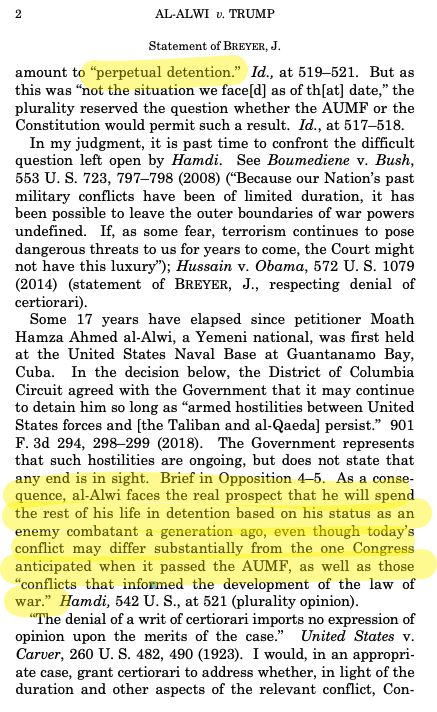 2 AL-ALWI v. TRUMP
Statement of BREYER, J.
amount to “perpetual detention.” Id., at 519–521. But as
this was “not the situation we face[d] as of th[at] date,” the
plurality reserved the question whether the AUMF or the
Constitution would permit such a result. Id., at 517–518.
In my judgment, it is past time to confront the difficult
question left open by Hamdi. See Boumediene v. Bush,
553 U. S. 723, 797–798 (2008) (“Because our Nation’s past
military conflicts have been of limited duration, it has
been possible to leave the outer boundaries of war powers
undefined. If, as some fear, terrorism continues to pose
dangerous threats to us for years to come, the Court might
not have this luxury”); Hussain v. Obama, 572 U. S. 1079
(2014) (statement of BREYER, J., respecting denial of
certiorari).
Some 17 years have elapsed since petitioner Moath
Hamza Ahmed al-Alwi, a Yemeni national, was first held
at the United States Naval Base at Guantanamo Bay,
Cuba. In the decision below, the District of Columbia
Circuit agreed with the Government that it may continue
to detain him so long as “armed hostilities between United
States forces and [the Taliban and al-Qaeda] persist.” 901
F. 3d 294, 298–299 (2018). The Government represents
that such hostilities are ongoing, but does not state that
any end is in sight. Brief in Opposition 4–5. As a conse-
quence, al-Alwi faces the real prospect that he will spend
the rest of his life in detention based on his status as an
enemy combatant a generation ago, even though today’s
conflict may differ substantially from the one Congress
anticipated when it passed the AUMF, as well as those
“conflicts that informed the development of the law of
war.” Hamdi, 542 U. S., at 521 (plurality opinion).
“The denial of a writ of certiorari imports no expression of
opinion upon the merits of the case.” United States v.
Carver, 260 U. S. 482, 490 (1923). I would, in an appropri-
ate case, grant certiorari to address whether, in light of the
duration and other aspects of the relevant conflict, Con-